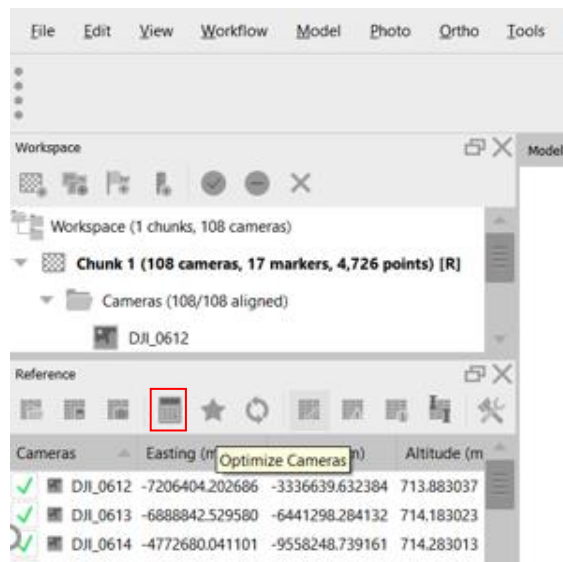 File Edit View Workflow Model Photo Ortho Tools
Workspace
Model
Workspace (1 chunks, 108 cameras)
Chunk 1 (108 cameras, 17 markers, 4,726 points) [R]
Cameras (108/108 aligned)
DJI_0612
Reference
Cameras Easting (m n) Altitude (m
Optimize Cameras
DJI_0612 -7206404.202686 -3336639.632384 713.883037
DJI_0613 -6888842.529580 -6441298.284132 714.183023
DJI_0614 -4772680.041101 -9558248.739161 714.283013